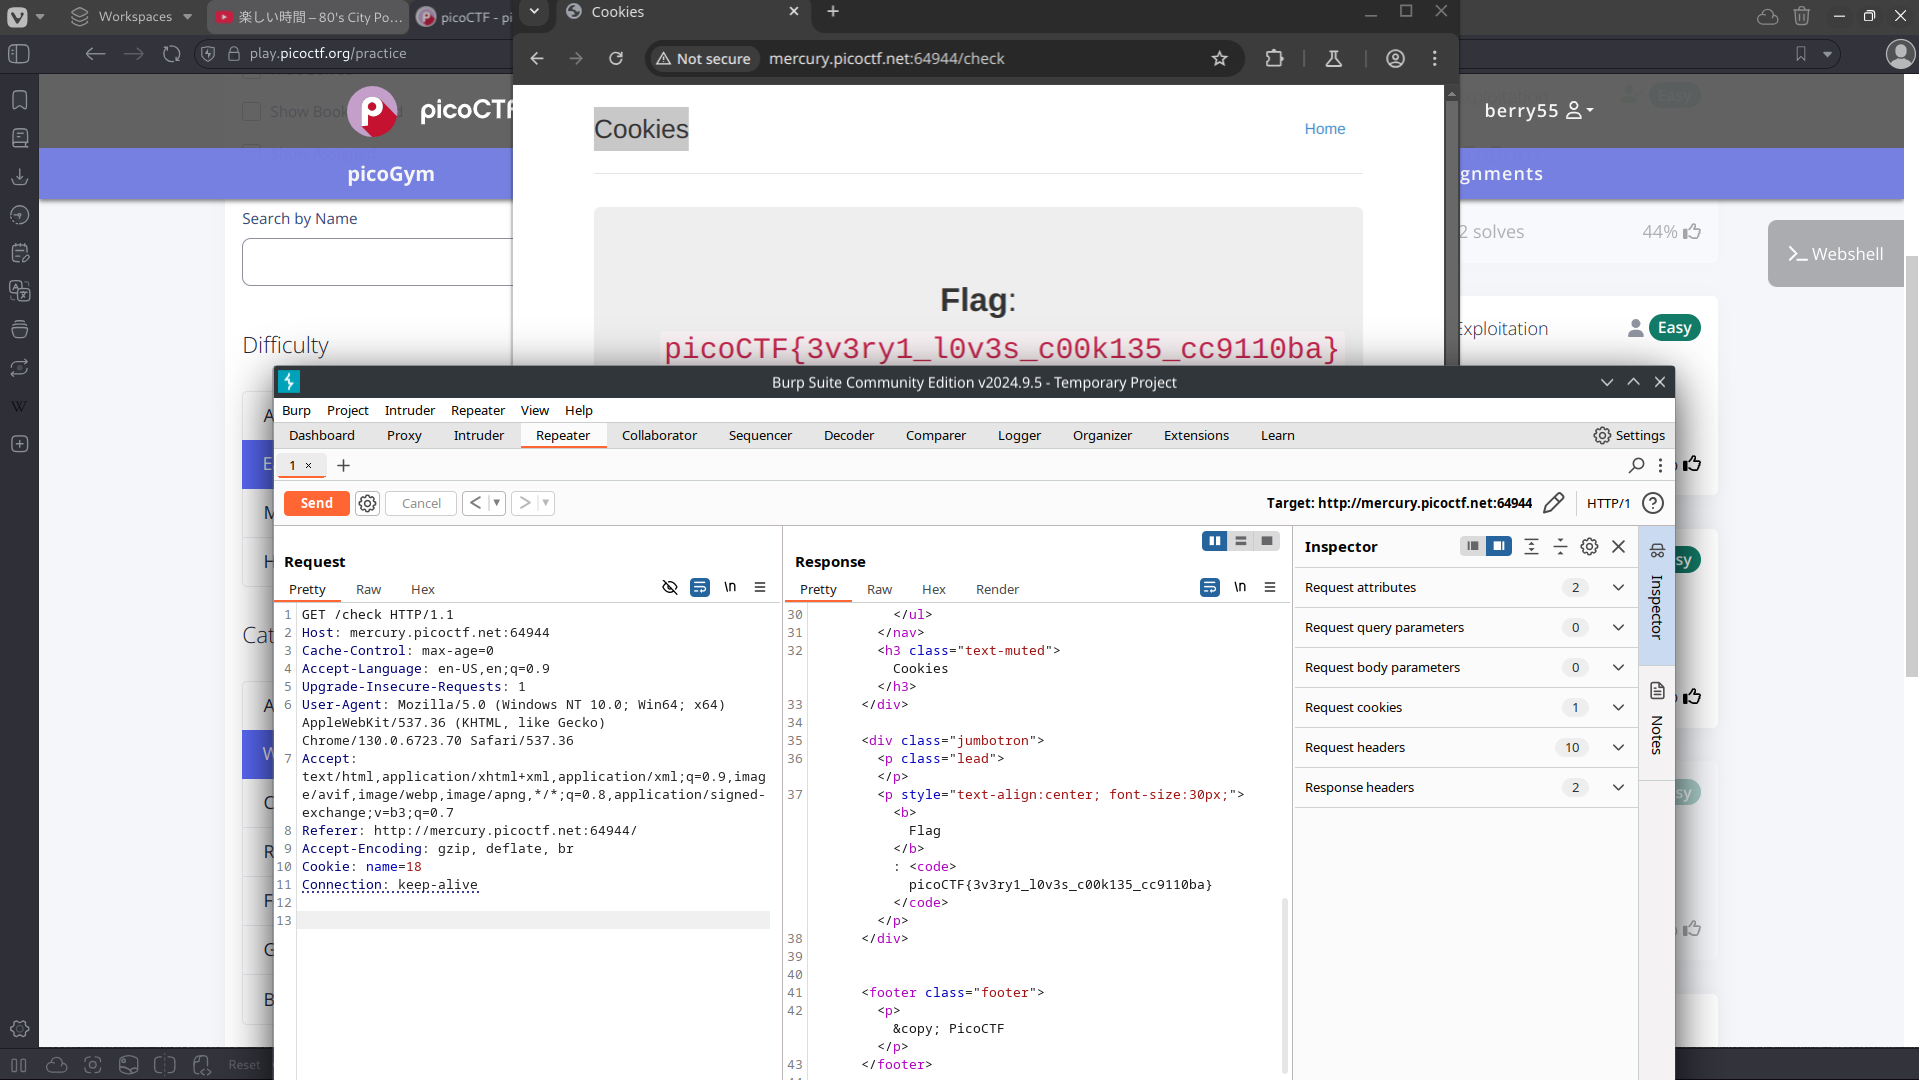 Workspaces
楽しい時間 – 80's City Po...
picoCTF - pi
Cookies
play.picoctf.org/practice
Not secure
mercury.picoctf.net:64944/check
Show Book
picoCTF
berry55
Easy
picoGym
gnments
Cookies
Home
Search by Name
2 solves
44%
Webshell
Flag:
picoCTF{3v3ry1_l0v3s_c00k135_cc9110ba}
Exploitation
Easy
Difficulty
Burp Suite Community Edition v2024.9.5 - Temporary Project
Burp Project Intruder Repeater View Help
Dashboard Proxy Intruder Repeater Collaborator Sequencer Decoder Comparer Logger Organizer Extensions Learn
Settings
1 × +
Send
Cancel
< >
Target: http://mercury.picoctf.net:64944
HTTP/1
Request
Pretty Raw Hex
\n
1 GET /check HTTP/1.1
2 Host: mercury.picoctf.net:64944
3 Cache-Control: max-age=0
4 Accept-Language: en-US,en;q=0.9
5 Upgrade-Insecure-Requests: 1
6 User-Agent: Mozilla/5.0 (Windows NT 10.0; Win64; x64)
AppleWebKit/537.36 (KHTML, like Gecko)
Chrome/130.0.6723.70 Safari/537.36
7 Accept:
text/html,application/xhtml+xml,application/xml;q=0.9,imag
e/avif,image/webp,image/apng,*/*;q=0.8,application/signed-
exchange;v=b3;q=0.7
8 Referer: http://mercury.picoctf.net:64944/
9 Accept-Encoding: gzip, deflate, br
10 Cookie: name=18
11 Connection: keep-alive
12
13
Response
Pretty Raw Hex Render
\n
30 </ul>
31 </nav>
32 <h3 class="text-muted">
Cookies
</h3>
33 </div>
34
35 <div class="jumbotron">
36 <p class="lead">
</p>
37 <p style="text-align:center; font-size:30px;">
<b>
Flag
</b>
: <code>
picoCTF{3v3ry1_l0v3s_c00k135_cc9110ba}
</code>
</p>
38 </div>
39
40
41 <footer class="footer">
42 <p>
&copy; PicoCTF
</p>
43 </footer>
Inspector
Request attributes 2
Request query parameters 0
Request body parameters 0
Request cookies 1
Request headers 10
Response headers 2
Inspector
Notes
A
E
M
H
Cat
A
W
C
R
F
G
B
sy
sy
Reset